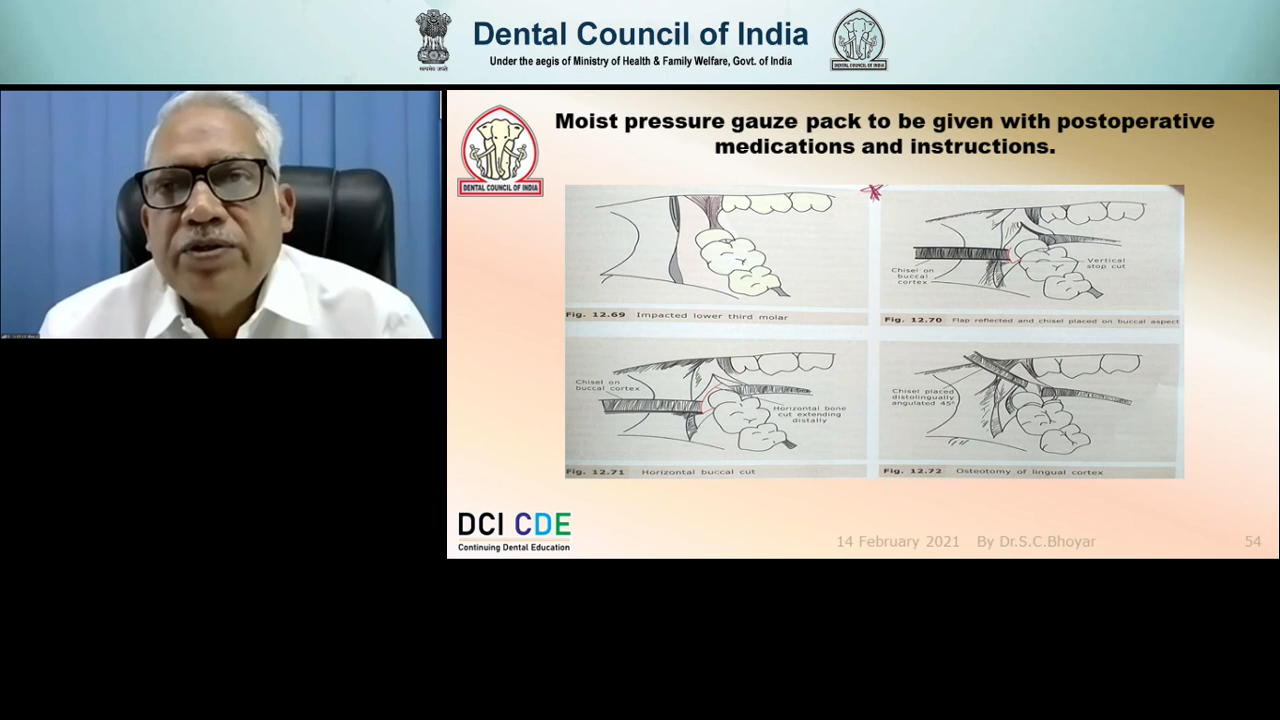 Dental Council of India
Under the aegis of Ministry of Health & Family Welfare, Govt. of India
DENTAL COUNCIL OF INDIA
Moist pressure gauze pack to be given with postoperative
medications and instructions.
DENTAL COUNCIL OF INDIA
Fig. 12.69 Impacted lower third molar
Chisel on
buccal
cortex
Vertical
stop cut
Fig. 12.70 Flap reflected and chisel placed on buccal aspect
Chisel on
buccal cortex
Horizontal bone
cut extending
distally
Fig. 12.71 Horizontal buccal cut
Chisel placed
distolingually
angulated 45°
Fig. 12.72 Osteotomy of lingual cortex
DCI CDE
Continuing Dental Education
14 February 2021 By Dr.S.C.Bhoyar
54